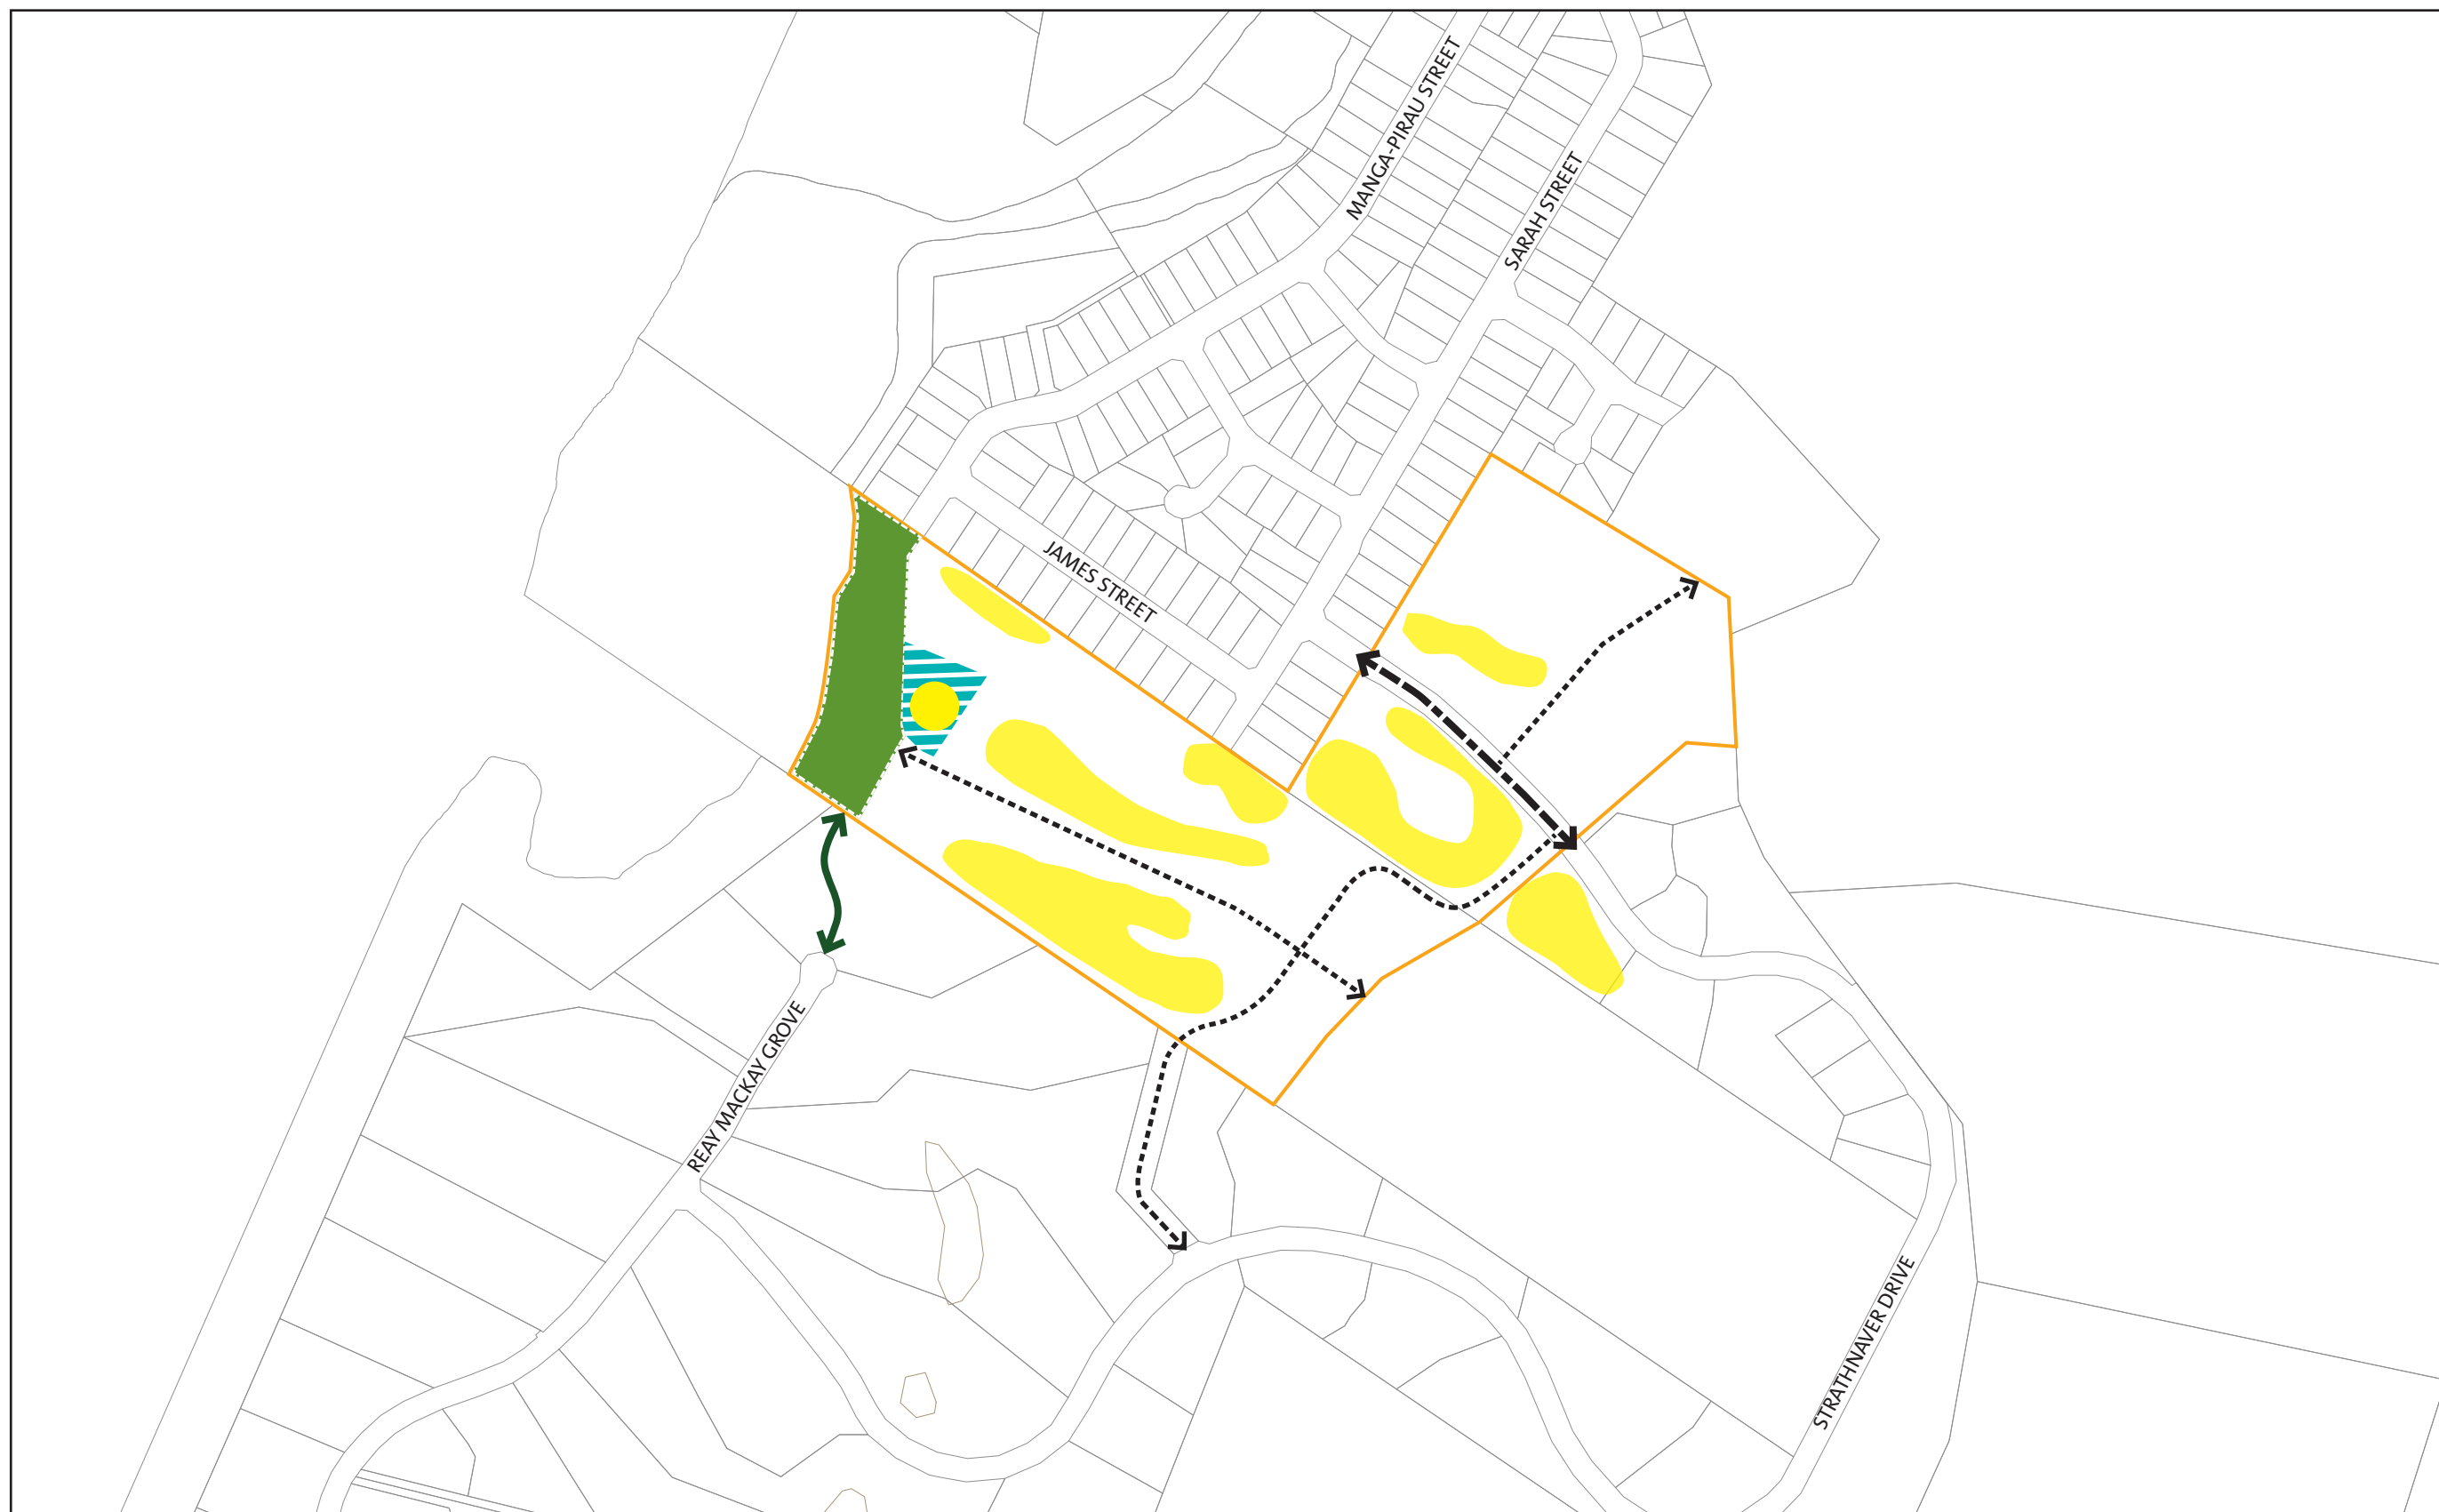 MANGA-PIRAU STREET
SARAH STREET
JAMES STREET
REAY MACKAY GROVE
STRATHNAVER DRIVE